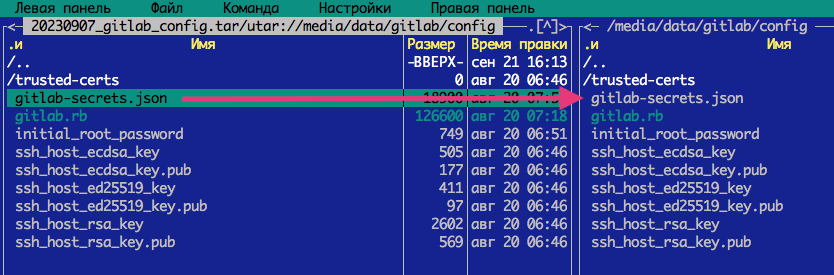 Левая панель Файл Команда Настройки Правая панель
<─ 20230907_gitlab_config.tar/utar://media/data/gitlab/config ─.[^]> <─ /media/data/gitlab/config
.и Имя Размер Время правки .и Имя
/.. -ВВЕРХ- сен 21 16:13 /..
/trusted-certs 0 авг 20 06:46 /trusted-certs
gitlab-secrets.json 18900 авг 20 gitlab-secrets.json
gitlab.rb 126600 авг 20 07:18 gitlab.rb
initial_root_password 749 авг 20 06:51 initial_root_password
ssh_host_ecdsa_key 505 авг 20 06:46 ssh_host_ecdsa_key
ssh_host_ecdsa_key.pub 177 авг 20 06:46 ssh_host_ecdsa_key.pub
ssh_host_ed25519_key 411 авг 20 06:46 ssh_host_ed25519_key
ssh_host_ed25519_key.pub 97 авг 20 06:46 ssh_host_ed25519_key.pub
ssh_host_rsa_key 2602 авг 20 06:46 ssh_host_rsa_key
ssh_host_rsa_key.pub 569 авг 20 06:46 ssh_host_rsa_key.pub